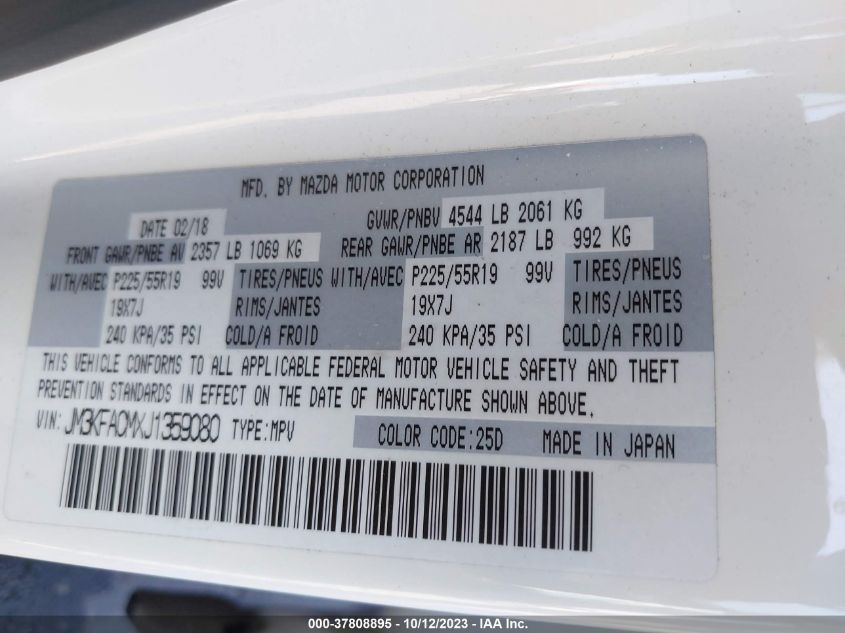 MFD. BY MAZDA MOTOR CORPORATION
DATE 02/18 GVWR/PNBV 4544 LB 2061 KG
FRONT GAWR/PNBE AV 2357 LB 1069 KG REAR GAWR/PNBE AR 2187 LB 992 KG
WITH/AVEC P225/55R19 99V TIRES/PNEUS WITH/AVEC P225/55R19 99V TIRES/PNEUS
19X7J RIMS/JANTES 19X7J RIMS/JANTES
240 KPA/35 PSI COLD/A FROID 240 KPA/35 PSI COLD/A FROID
THIS VEHICLE CONFORMS TO ALL APPLICABLE FEDERAL MOTOR VEHICLE SAFETY AND THEFT
PREVENTION STANDARDS IN EFFECT ON THE DATE OF MANUFACTURE SHOWN ABOVE.
VIN: JM3KFACMXJ1359080 TYPE:MPV COLOR CODE:25D MADE IN JAPAN
000-37808895 - 10/12/2023 - IAA Inc.